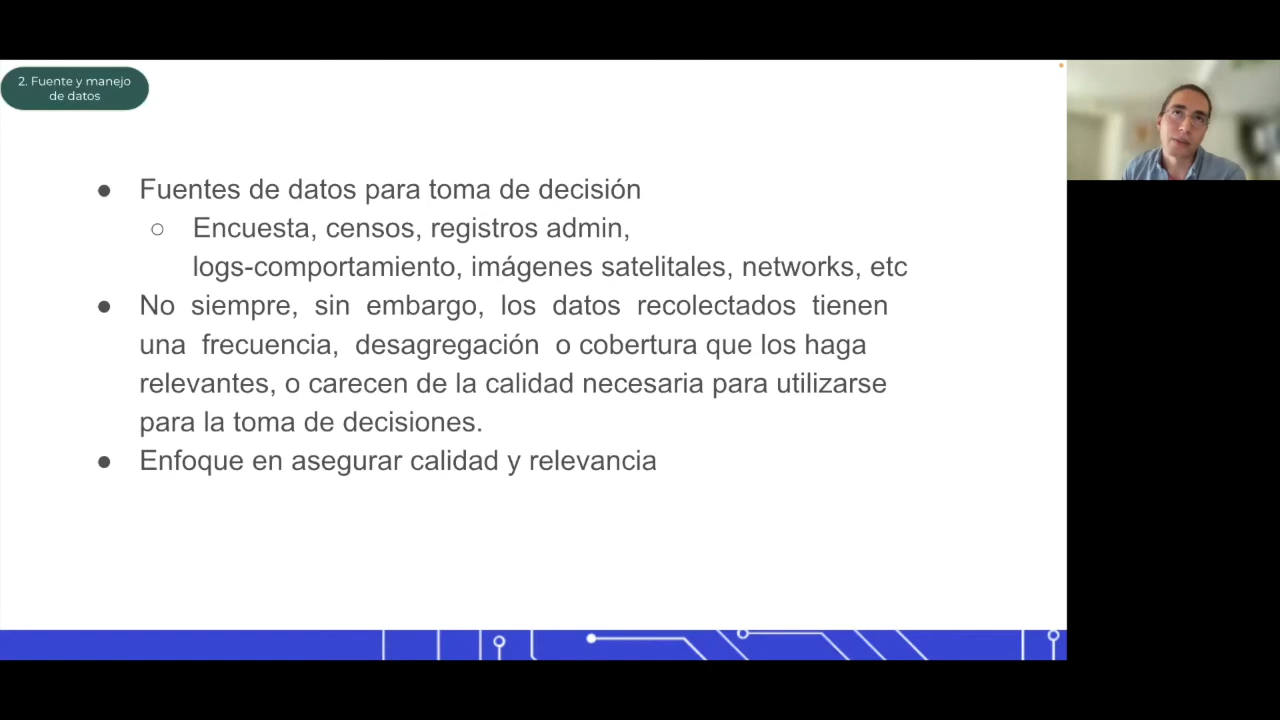 2. Fuente y manejo
de datos
● Fuentes de datos para toma de decisión
○ Encuesta, censos, registros admin,
logs-comportamiento, imágenes satelitales, networks, etc
● No siempre, sin embargo, los datos recolectados tienen
una frecuencia, desagregación o cobertura que los haga
relevantes, o carecen de la calidad necesaria para utilizarse
para la toma de decisiones.
● Enfoque en asegurar calidad y relevancia